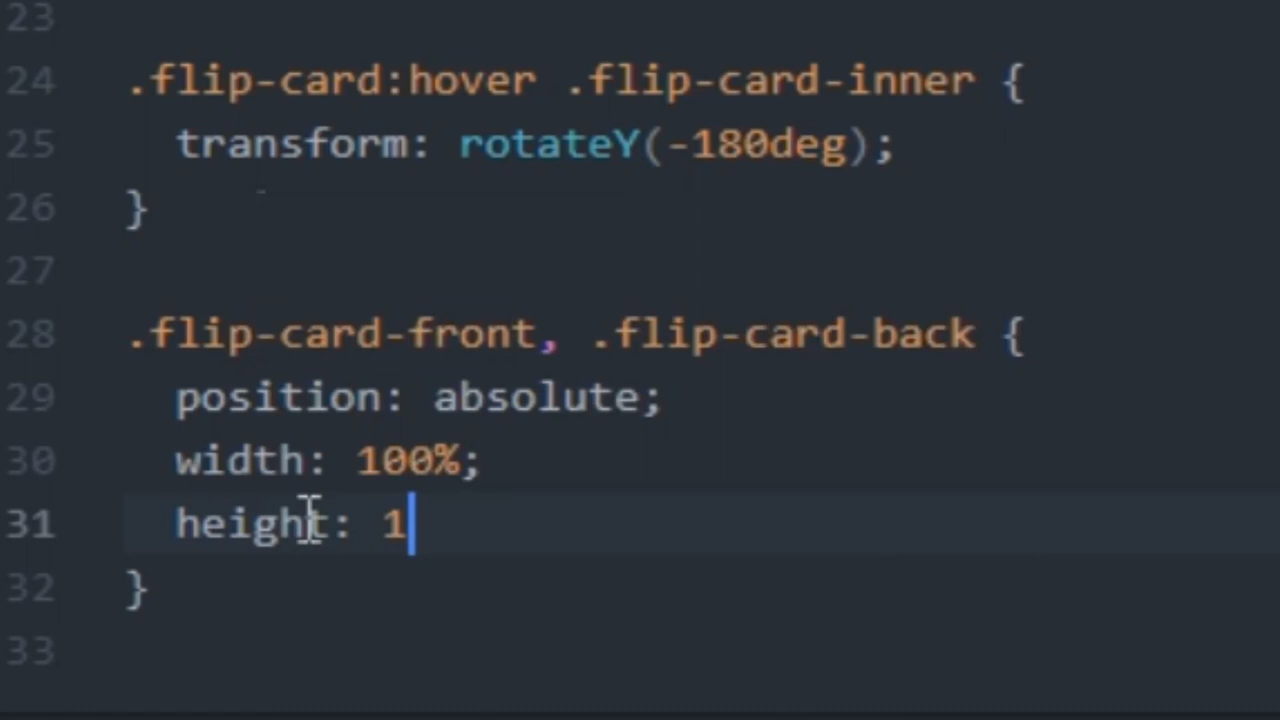 23
24 .flip-card:hover .flip-card-inner {
25 transform: rotateY(-180deg);
26 }
27
28 .flip-card-front, .flip-card-back {
29 position: absolute;
30 width: 100%;
31 height: 1
32 }
33